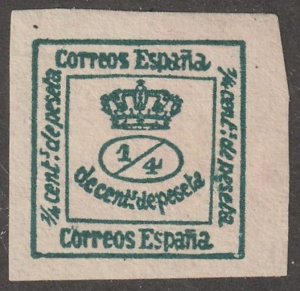 Correos España
¼ cent.º de peseta
¼ cent.º de peseta
1/4
de cent.º de peseta
Correos España